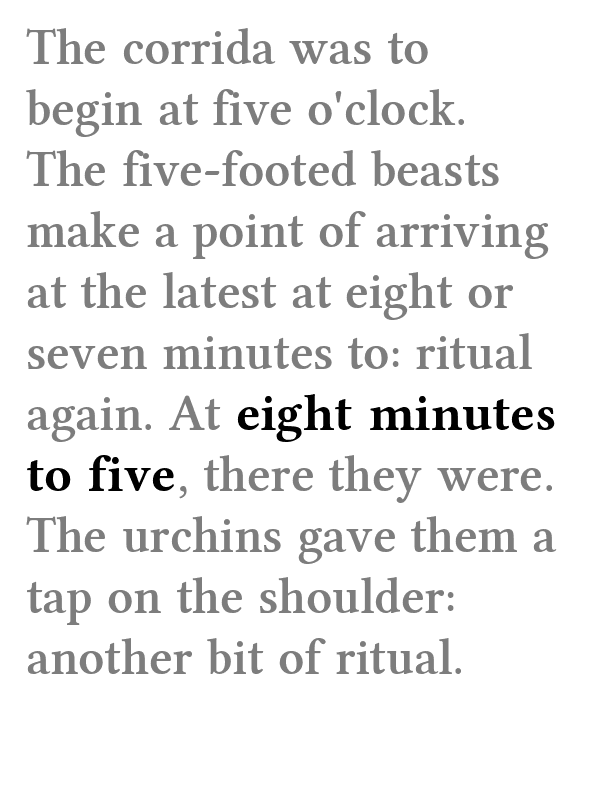 The corrida was to
begin at five o'clock.
The five-footed beasts
make a point of arriving
at the latest at eight or
seven minutes to: ritual
again. At eight minutes
to five, there they were.
The urchins gave them a
tap on the shoulder:
another bit of ritual.